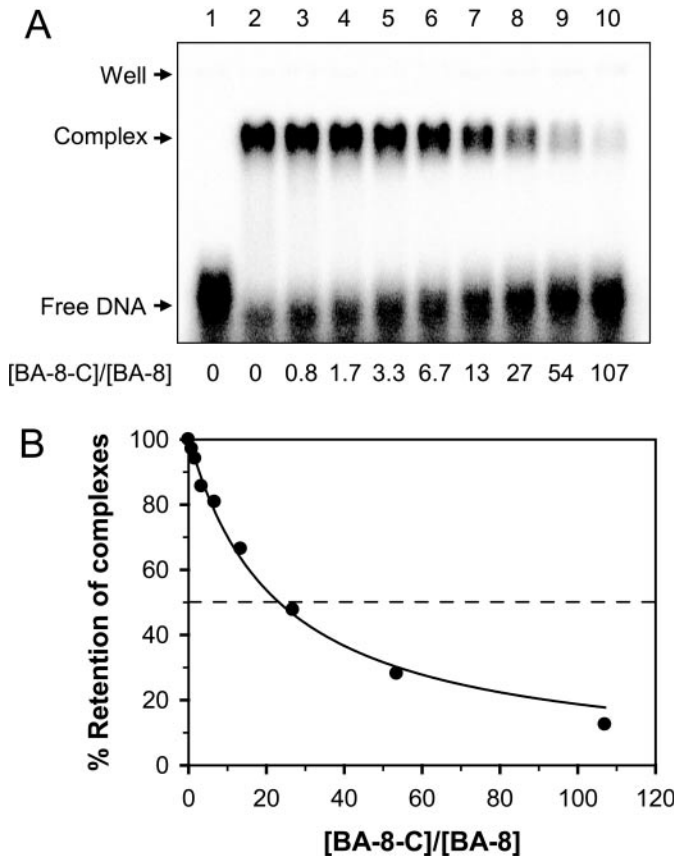 A
1 2 3 4 5 6 7 8 9 10
Well
Complex
Free DNA
[BA-8-C]/[BA-8] 0 0 0.8 1.7 3.3 6.7 13 27 54 107
B
% Retention of complexes
100
80
60
40
20
0
0 20 40 60 80 100 120
[BA-8-C]/[BA-8]